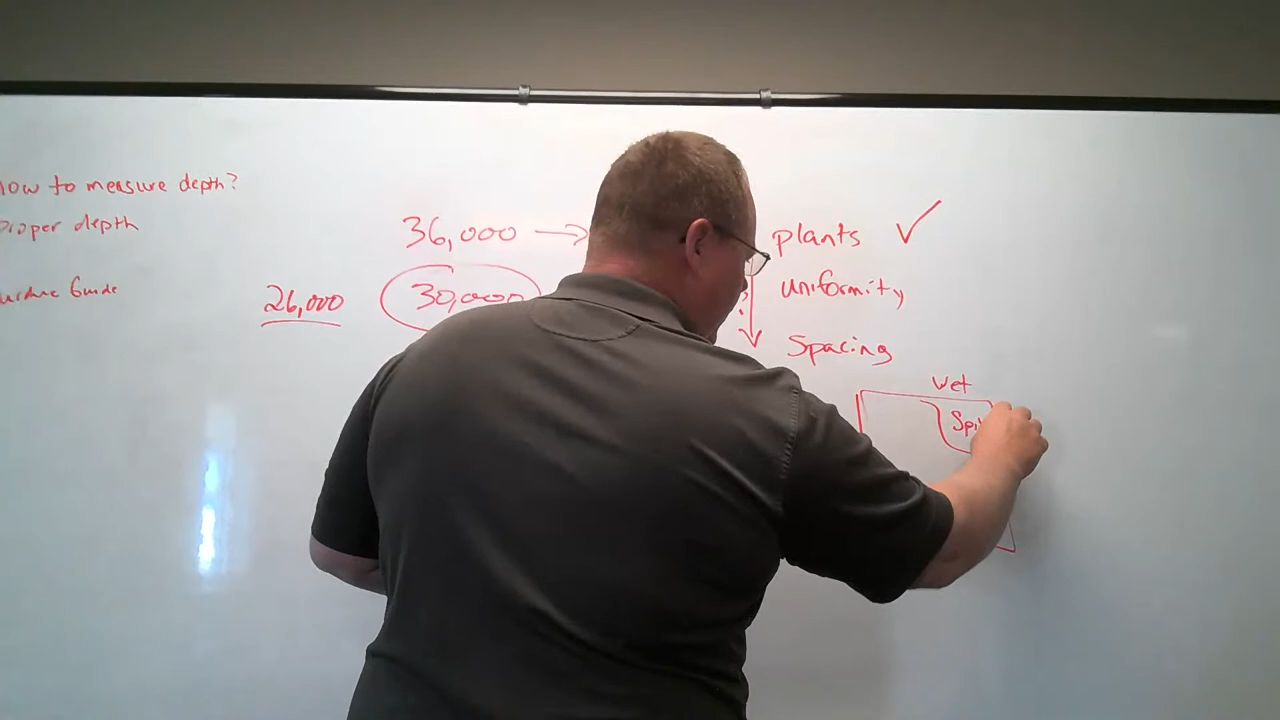 How to measure depth?
Proper depth
Guide
36,000 →
26,000
30,000
plants ✓
uniformity
Spacing
wet